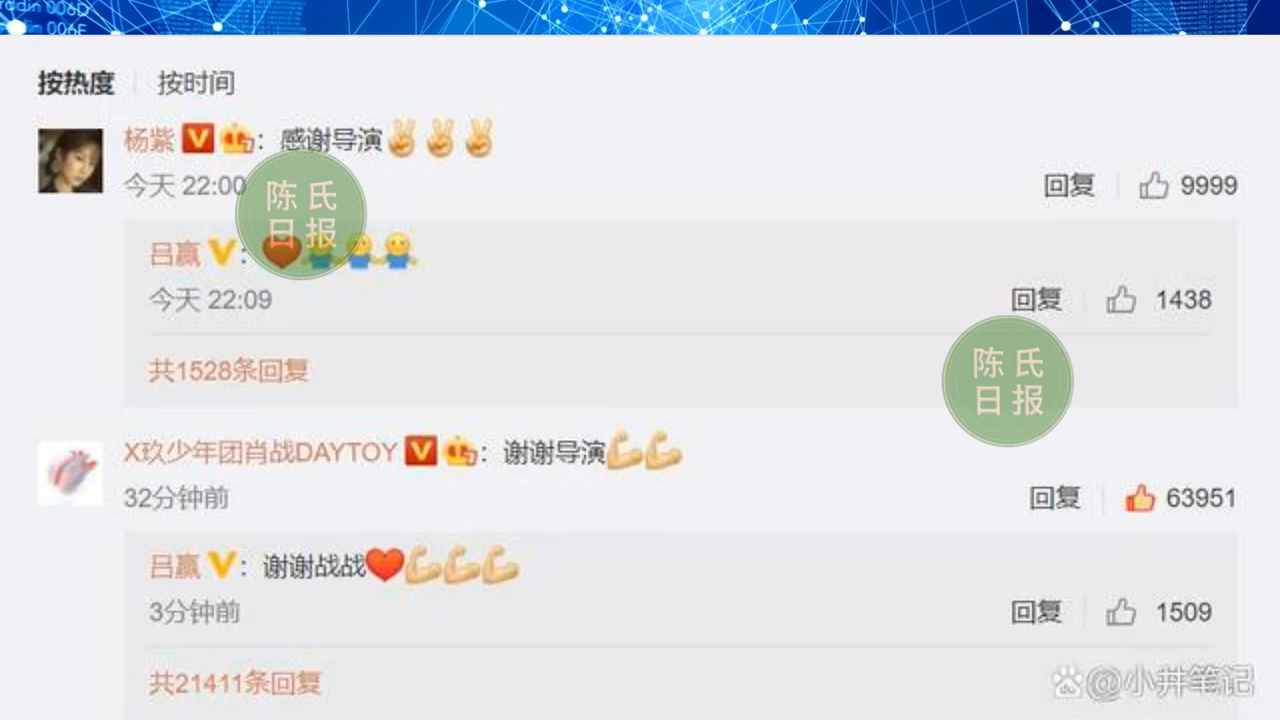 radin 006D
006E
按热度 按时间
杨紫：感谢导演✌✌✌
今天 22:00
回复 9999
陈氏
日报
吕赢：❤
今天 22:09
回复 1438
共1528条回复
陈氏
日报
X玖少年团肖战DAYTOY：谢谢导演💪💪
32分钟前
回复 63951
吕赢：谢谢战战❤💪💪💪
3分钟前
回复 1509
共21411条回复
@小井笔记